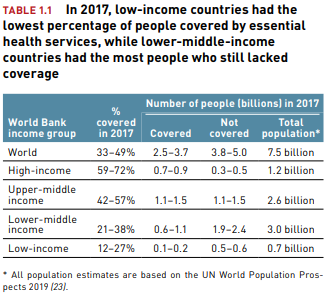 TABLE 1.1 In 2017, low-income countries had the
lowest percentage of people covered by essential
health services, while lower-middle-income
countries had the most people who still lacked
coverage
World Bank income group | % covered in 2017 | Number of people (billions) in 2017
Covered | Not covered | Total population*
World 33–49% 2.5–3.7 3.8–5.0 7.5 billion
High-income 59–72% 0.7–0.9 0.3–0.5 1.2 billion
Upper-middle income 42–57% 1.1–1.5 1.1–1.5 2.6 billion
Lower-middle income 21–38% 0.6–1.1 1.9–2.4 3.0 billion
Low-income 12–27% 0.1–0.2 0.5–0.6 0.7 billion
* All population estimates are based on the UN World Population Pros-
pects 2019 (23).